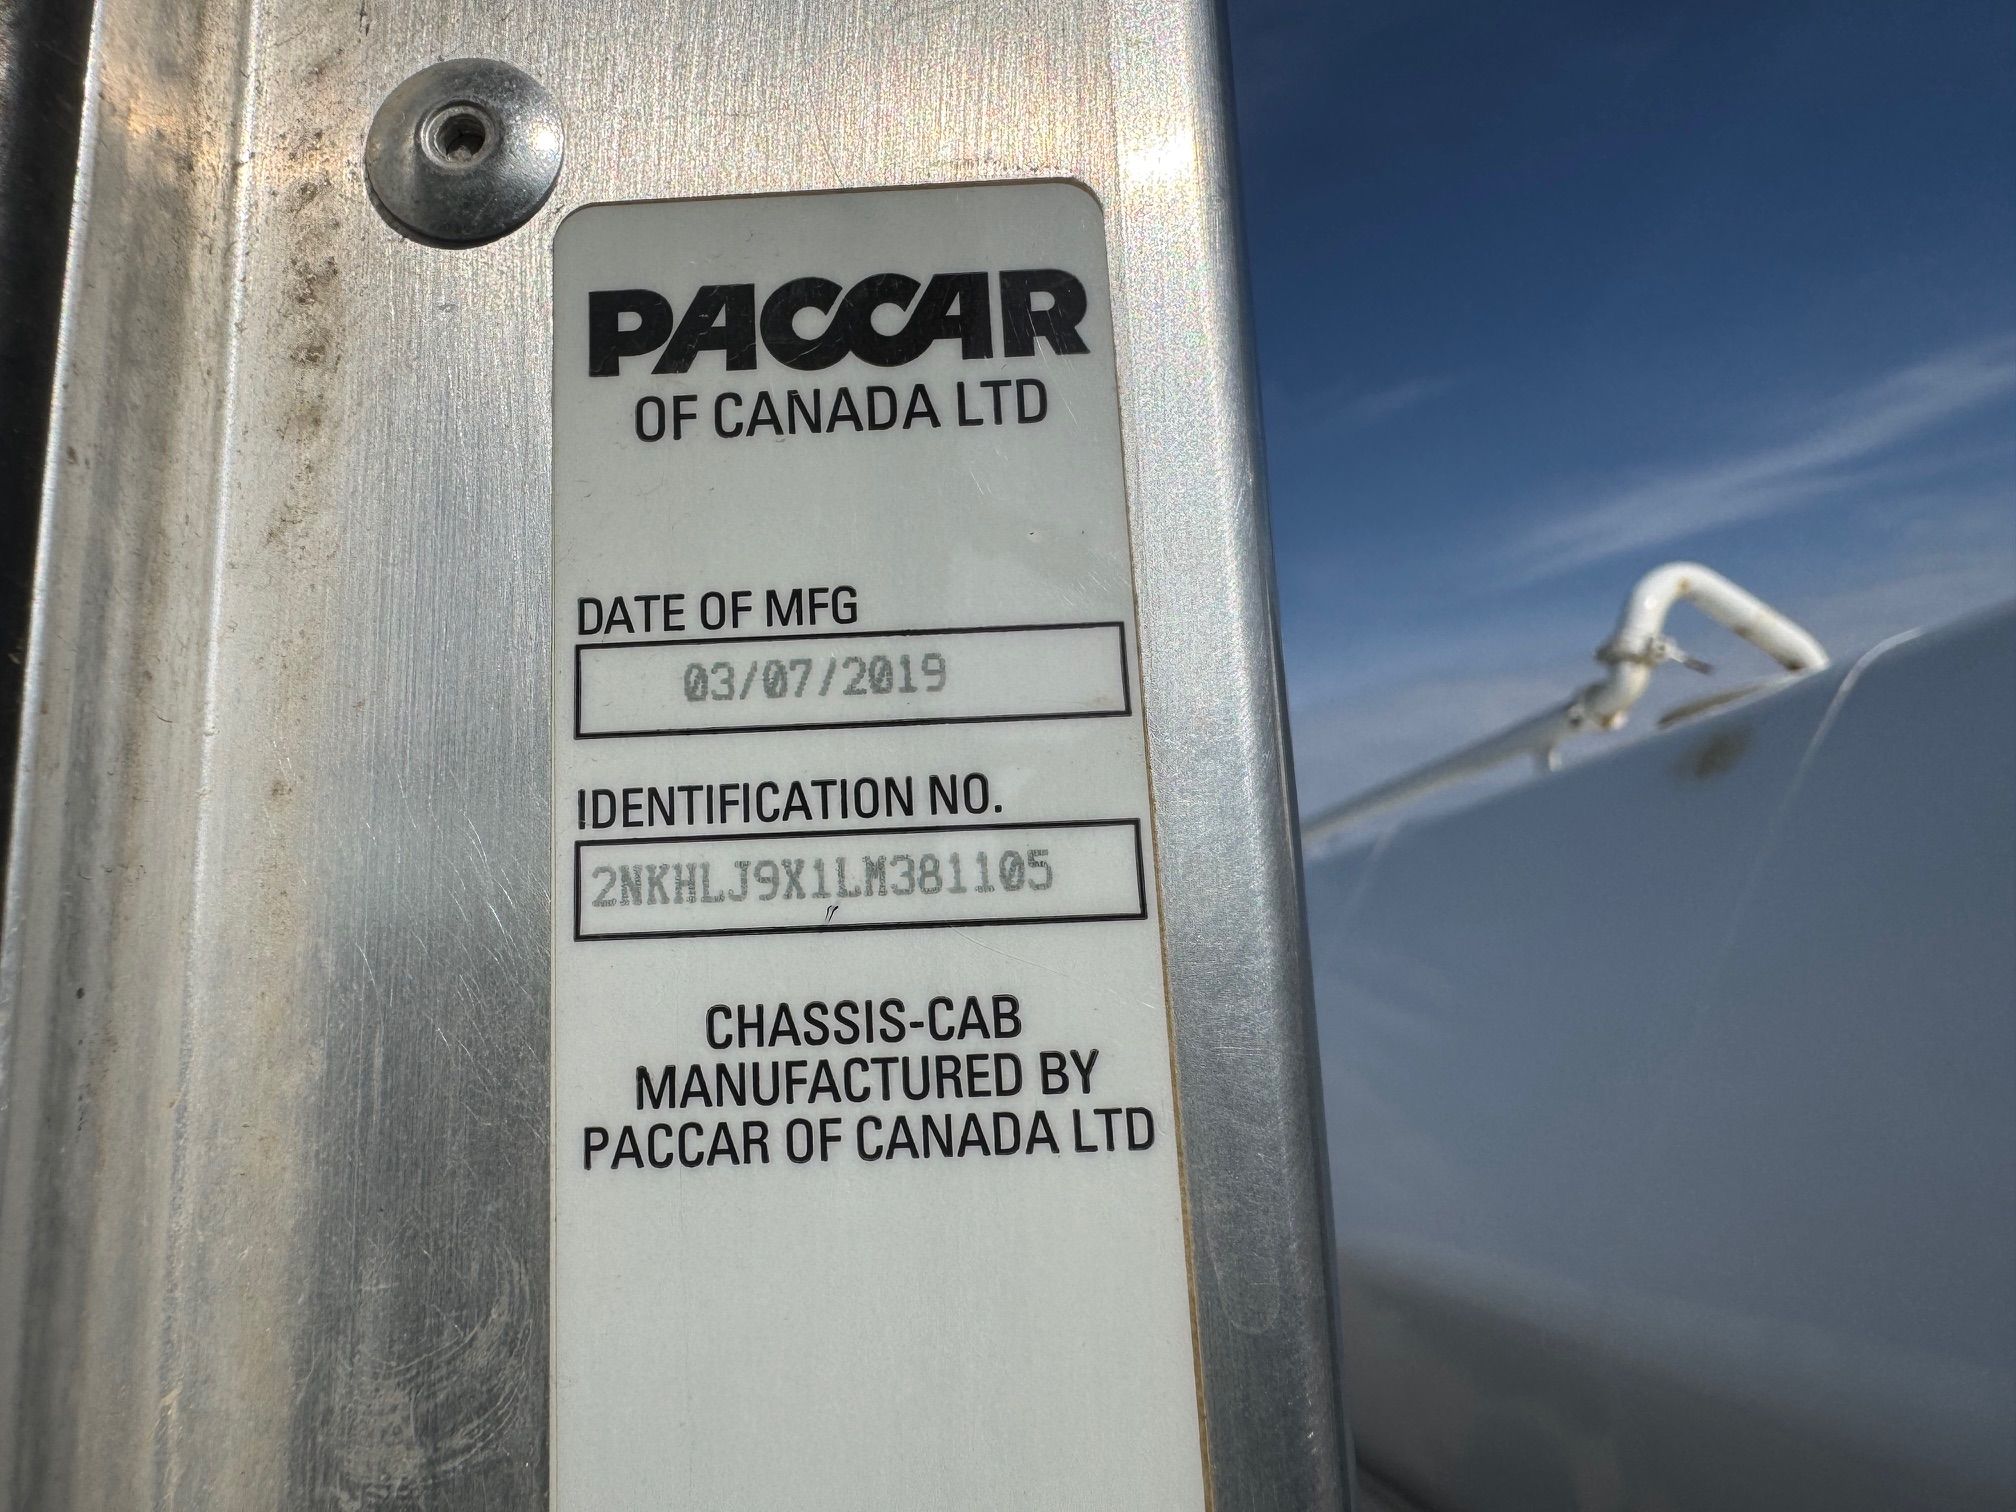 PACCAR
OF CANADA LTD
DATE OF MFG
03/07/2019
IDENTIFICATION NO.
2NKHLJ9X1LM381105
CHASSIS-CAB
MANUFACTURED BY
PACCAR OF CANADA LTD